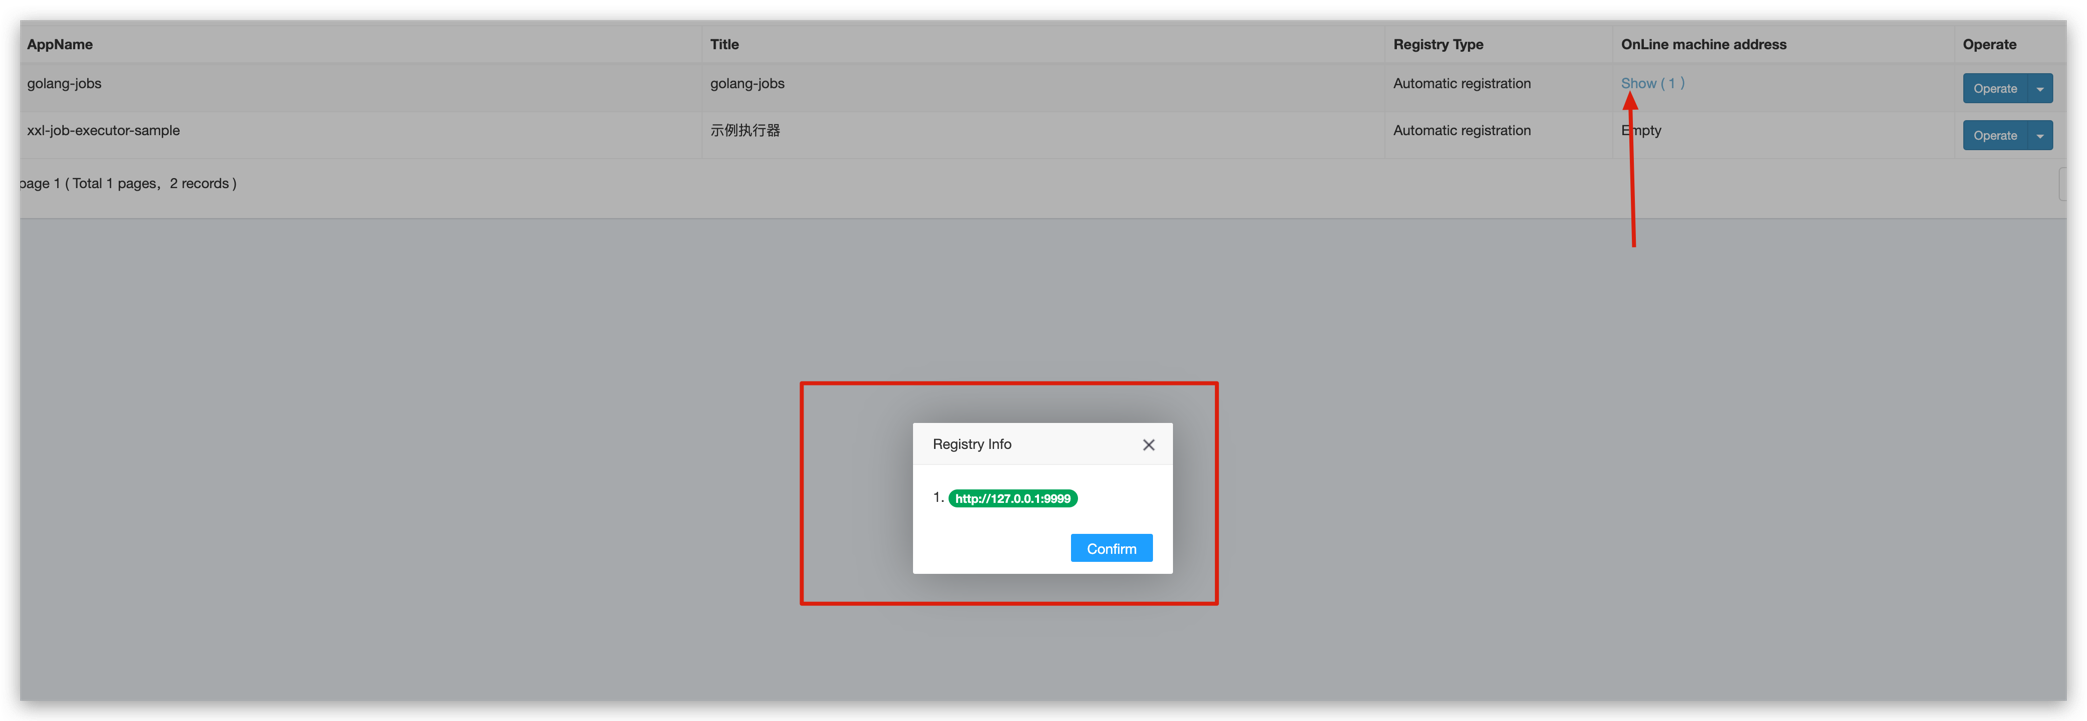 AppName Title Registry Type OnLine machine address Operate
golang-jobs golang-jobs Automatic registration Show ( 1 ) Operate
xxl-job-executor-sample 示例执行器 Automatic registration Empty Operate
page 1 ( Total 1 pages，2 records )
Registry Info
1. http://127.0.0.1:9999
Confirm